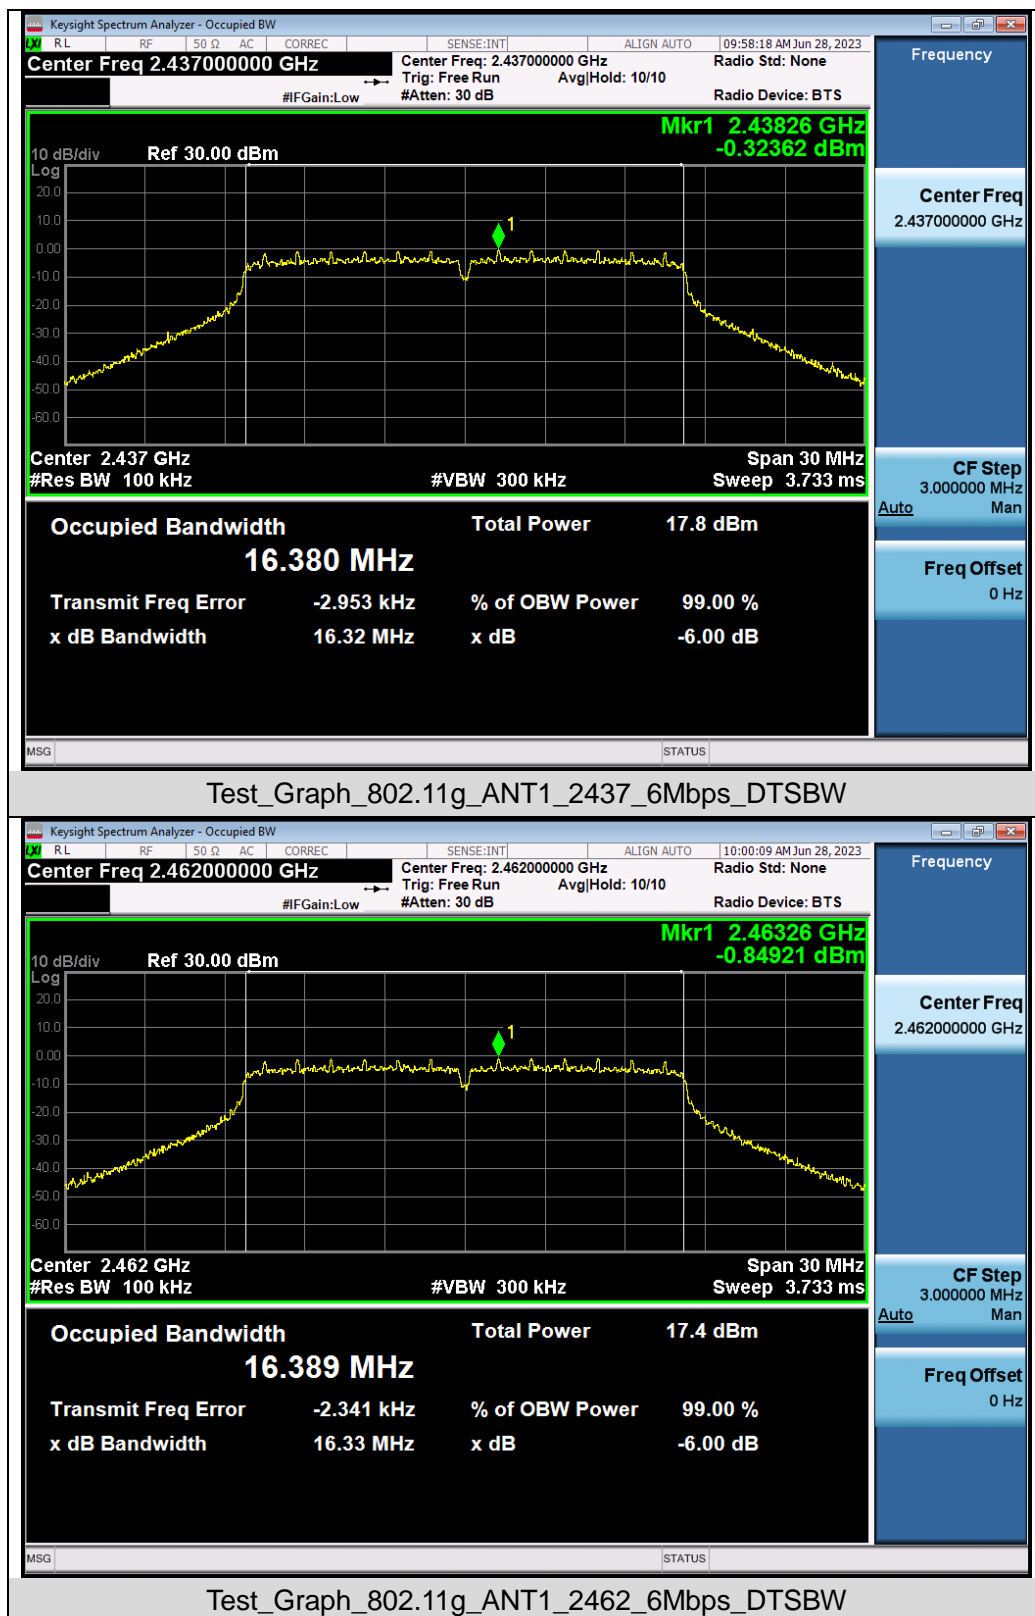 Keysight Spectrum Analyzer - Occupied BW
LXI RL RF 50 Ω AC CORREC SENSE:INT ALIGN AUTO 09:58:18 AM Jun 28, 2023
Center Freq 2.437000000 GHz Center Freq: 2.437000000 GHz Radio Std: None Frequency
Trig: Free Run Avg|Hold: 10/10
#IFGain:Low #Atten: 30 dB Radio Device: BTS
Mkr1 2.43826 GHz
10 dB/div Ref 30.00 dBm -0.32362 dBm
Log
20.0
10.0
0.00
-10.0
-20.0
-30.0
-40.0
-50.0
-60.0
1
Center Freq
2.437000000 GHz
Center 2.437 GHz Span 30 MHz
#Res BW 100 kHz #VBW 300 kHz Sweep 3.733 ms
CF Step
3.000000 MHz
Auto Man
Occupied Bandwidth Total Power 17.8 dBm
16.380 MHz
Freq Offset
0 Hz
Transmit Freq Error -2.953 kHz % of OBW Power 99.00 %
x dB Bandwidth 16.32 MHz x dB -6.00 dB
MSG STATUS
Test_Graph_802.11g_ANT1_2437_6Mbps_DTSBW
Keysight Spectrum Analyzer - Occupied BW
LXI RL RF 50 Ω AC CORREC SENSE:INT ALIGN AUTO 10:00:09 AM Jun 28, 2023
Center Freq 2.462000000 GHz Center Freq: 2.462000000 GHz Radio Std: None Frequency
Trig: Free Run Avg|Hold: 10/10
#IFGain:Low #Atten: 30 dB Radio Device: BTS
Mkr1 2.46326 GHz
10 dB/div Ref 30.00 dBm -0.84921 dBm
Log
20.0
10.0
0.00
-10.0
-20.0
-30.0
-40.0
-50.0
-60.0
1
Center Freq
2.462000000 GHz
Center 2.462 GHz Span 30 MHz
#Res BW 100 kHz #VBW 300 kHz Sweep 3.733 ms
CF Step
3.000000 MHz
Auto Man
Occupied Bandwidth Total Power 17.4 dBm
16.389 MHz
Freq Offset
0 Hz
Transmit Freq Error -2.341 kHz % of OBW Power 99.00 %
x dB Bandwidth 16.33 MHz x dB -6.00 dB
MSG STATUS
Test_Graph_802.11g_ANT1_2462_6Mbps_DTSBW